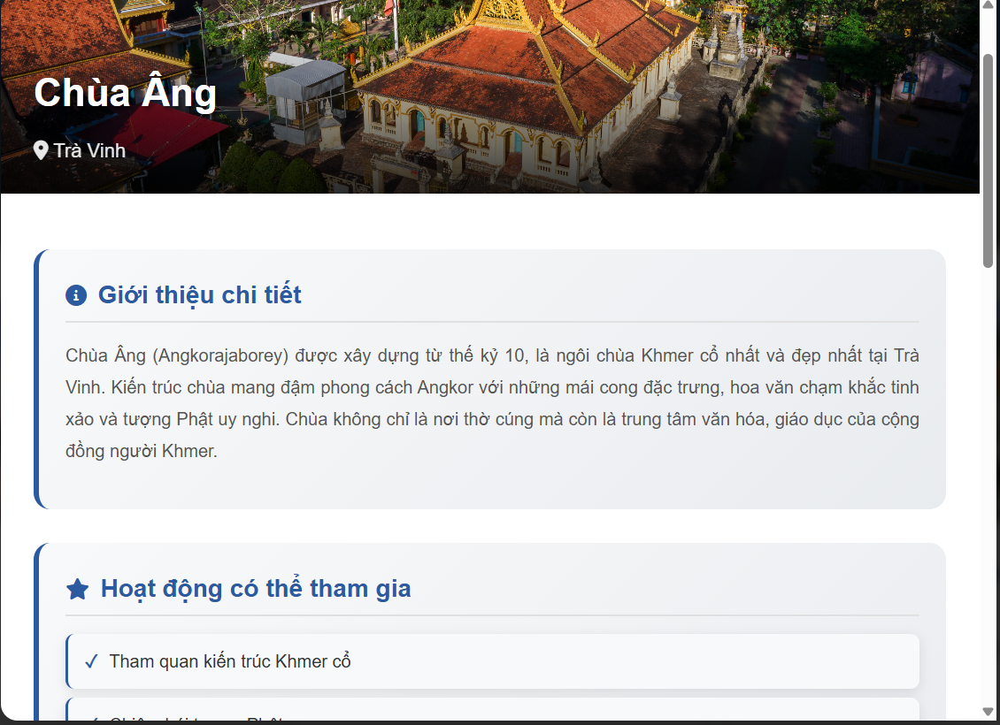 Chùa Âng
Trà Vinh
Giới thiệu chi tiết
Chùa Âng (Angkorajaborey) được xây dựng từ thế kỷ 10, là ngôi chùa Khmer cổ nhất và đẹp nhất tại Trà
Vinh. Kiến trúc chùa mang đậm phong cách Angkor với những mái cong đặc trưng, hoa văn chạm khắc tinh
xảo và tượng Phật uy nghi. Chùa không chỉ là nơi thờ cúng mà còn là trung tâm văn hóa, giáo dục của cộng
đồng người Khmer.
Hoạt động có thể tham gia
Tham quan kiến trúc Khmer cổ